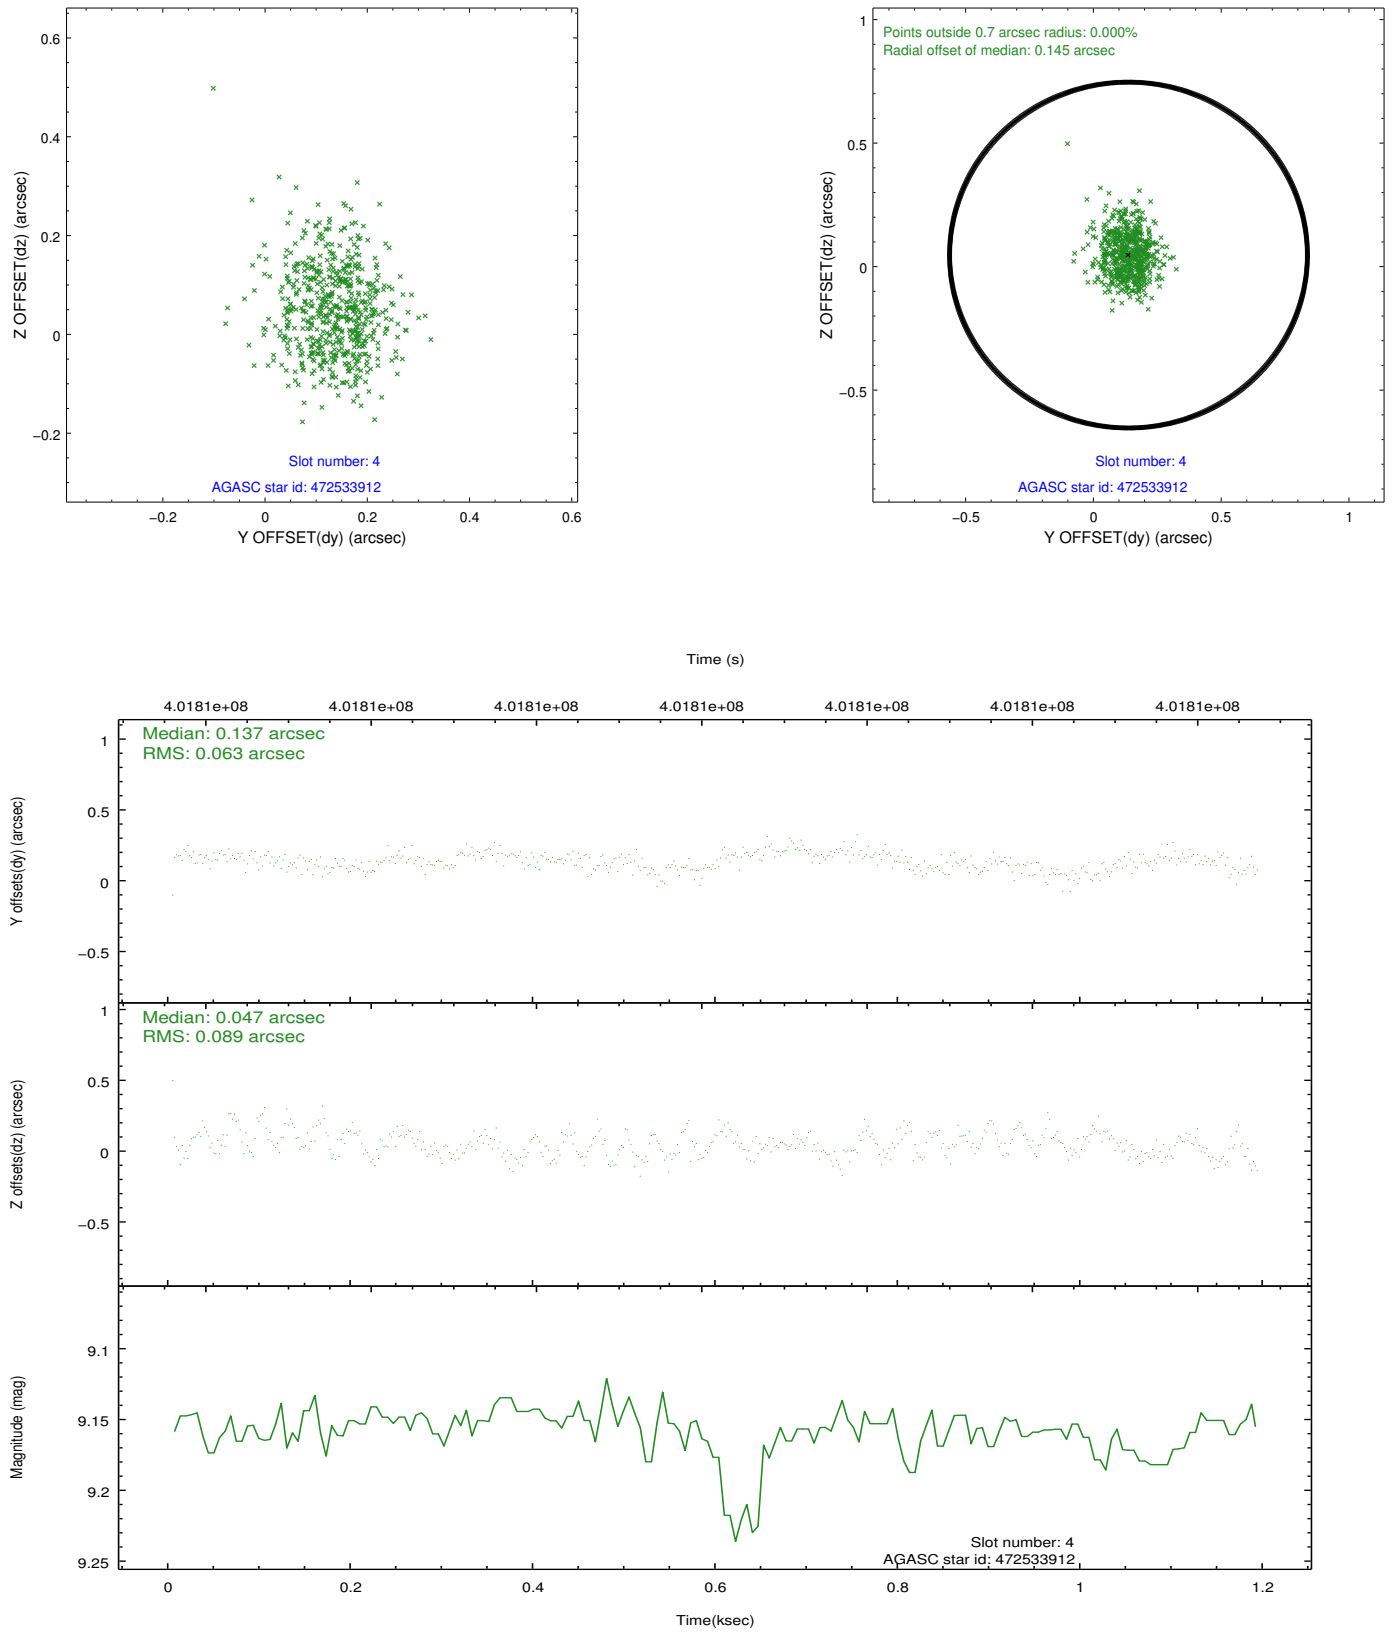 0.6
0.4
0.2
0
−0.2
Z OFFSET(dz) (arcsec)
Slot number: 4
AGASC star id: 472533912
−0.2 0 0.2 0.4 0.6
Y OFFSET(dy) (arcsec)
Points outside 0.7 arcsec radius: 0.000%
Radial offset of median: 0.145 arcsec
1
0.5
0
−0.5
Z OFFSET(dz) (arcsec)
Slot number: 4
AGASC star id: 472533912
−0.5 0 0.5 1
Y OFFSET(dy) (arcsec)
Time (s)
4.0181e+08 4.0181e+08 4.0181e+08 4.0181e+08 4.0181e+08 4.0181e+08 4.0181e+08
Median: 0.137 arcsec
RMS: 0.063 arcsec
1
0.5
0
−0.5
Y offsets(dy) (arcsec)
Median: 0.047 arcsec
RMS: 0.089 arcsec
1
0.5
0
−0.5
Z offsets(dz) (arcsec)
9.1
9.15
9.2
9.25
Magnitude (mag)
Slot number: 4
AGASC star id: 472533912
0 0.2 0.4 0.6 0.8 1 1.2
Time(ksec)